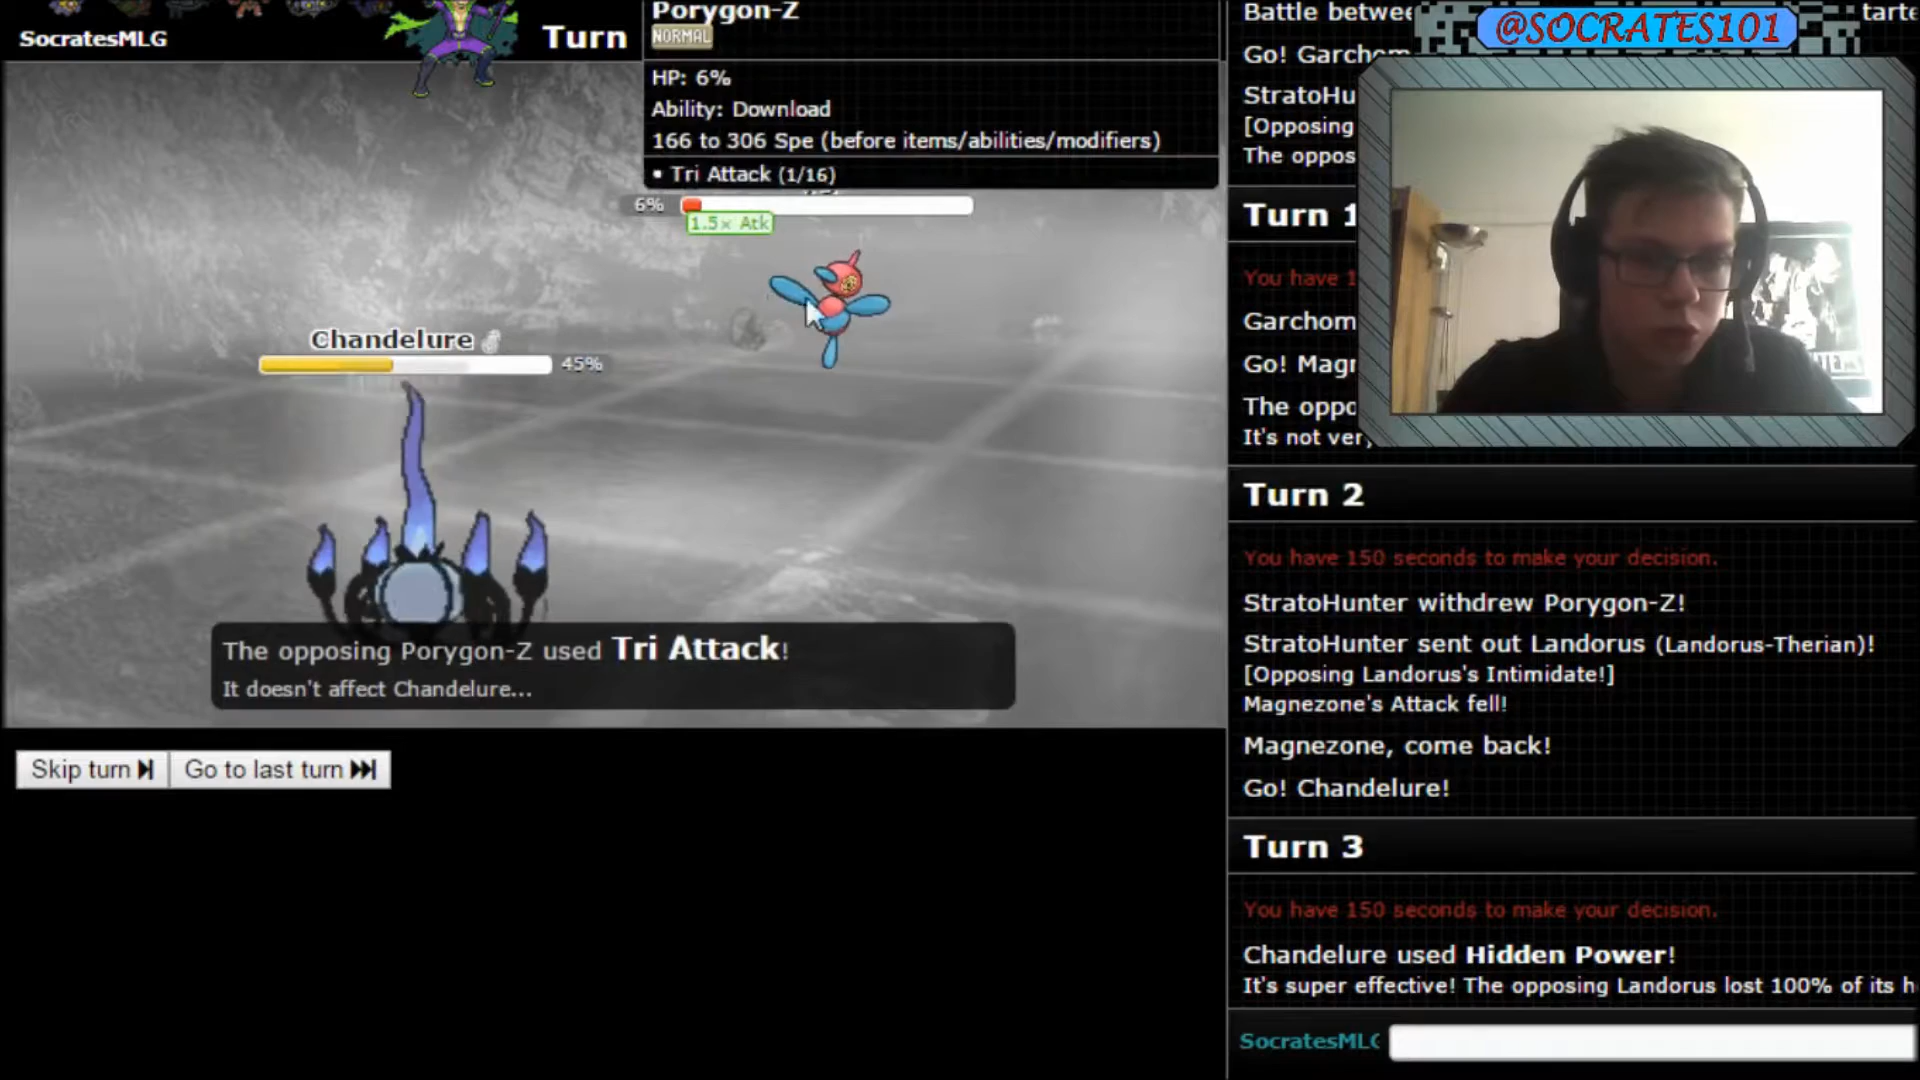 SocratesMLG
Turn
Porygon-Z
NORMAL
HP: 6%
Ability: Download
166 to 306 Spe (before items/abilities/modifiers)
• Tri Attack (1/16)
6%
1.5× Atk
Chandelure
45%
The opposing Porygon-Z used Tri Attack!
It doesn't affect Chandelure...
Skip turn
Go to last turn
@SOCRATES101
Battle betwee
tarte
Go! Garchom
StratoHu
[Opposing
The oppos
Turn 1
You have 1
Garchom
Go! Magn
The oppo
It's not ver,
Turn 2
You have 150 seconds to make your decision.
StratoHunter withdrew Porygon-Z!
StratoHunter sent out Landorus (Landorus-Therian)!
[Opposing Landorus's Intimidate!]
Magnezone's Attack fell!
Magnezone, come back!
Go! Chandelure!
Turn 3
You have 150 seconds to make your decision.
Chandelure used Hidden Power!
It's super effective! The opposing Landorus lost 100% of its h
SocratesMLG